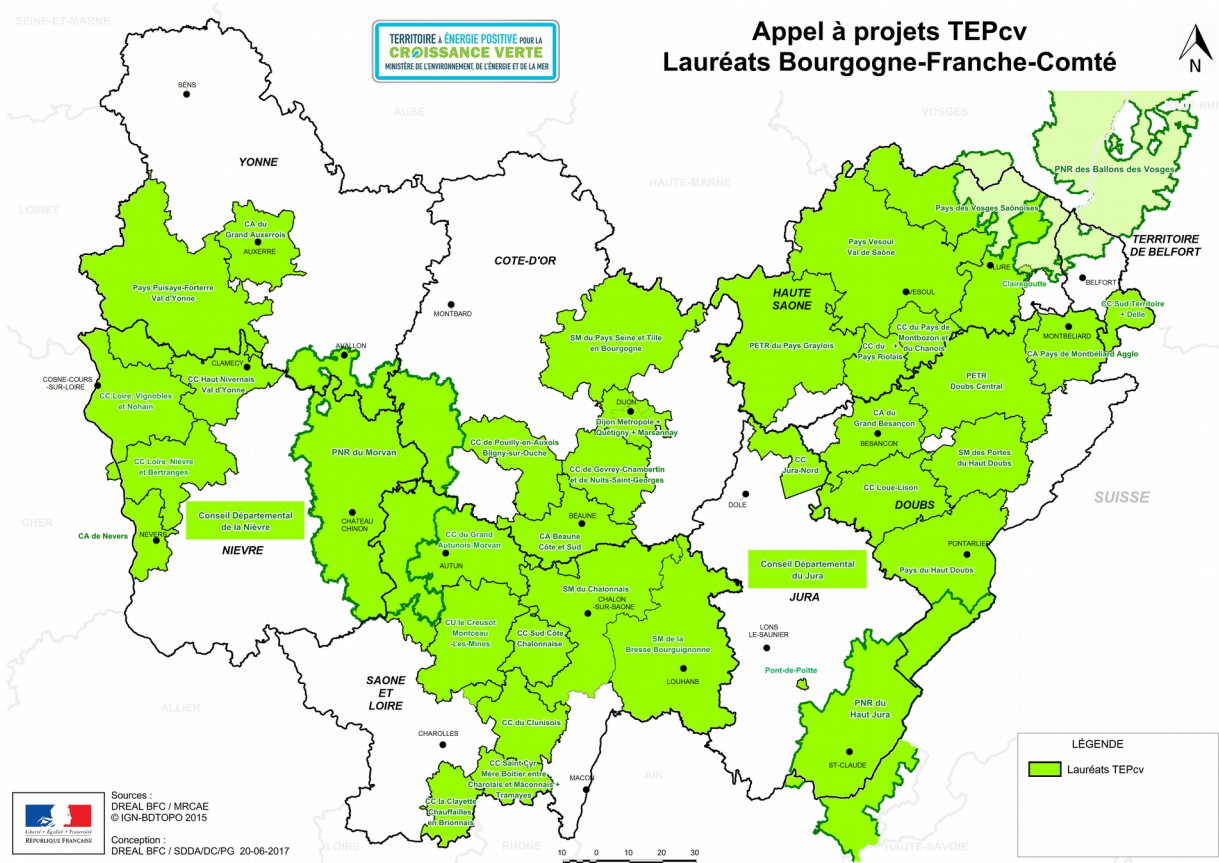 SEINE-ET-MARNE
TERRITOIRE À ÉNERGIE POSITIVE POUR LA
CROISSANCE VERTE
MINISTÈRE DE L'ENVIRONNEMENT, DE L'ÉNERGIE ET DE LA MER
Appel à projets TEPcv
Lauréats Bourgogne-Franche-Comté
N
SENS
AUBE
VOSGES
HAUT-RHI
YONNE
HAUTE-MARNE
PNR des Ballons des Vosges
LOIRET
CA du
Grand Auxerrois
AUXERRE
Pays des Vosges Saônoises
Pays Vesoul
Val de Saône
TERRITOIRE
DE BELFORT
COTE-D'OR
LURE
Clairegoutte
BELFORT
Pays Puisaye-Forterre
Val d'Yonne
HAUTE
SAONE
VESOUL
MONTBARD
CC Sud Territoire
+ Delle
SM du Pays Seine et Tille
en Bourgogne
PETR du Pays Graylois
CC du
Pays Riolais
+
CC du Pays de
Montbozon et
du Chanois
MONTBELIARD
CA Pays de Montbéliard Agglo
AVALLON
CLAMECY
COSNE-COURS
-SUR-LOIRE
CC Haut Nivernais
Val d'Yonne
CC Loire, Vignobles
et Nohain
PETR
Doubs Central
DIJON
Dijon Métropole +
Quétigny + Marsannay
CA du
Grand Besançon
BESANCON
CC de Pouilly-en-Auxois
Bligny-sur-Ouche
PNR du Morvan
SM des Portes
du Haut Doubs
CC Loire, Nièvre
et Bertranges
CC de Gevrey-Chambertin
et de Nuits-Saint-Georges
CC
Jura-Nord
CC Loue-Lison
DOLE
DOUBS
SUISSE
CHER
Conseil Départemental
de la Nièvre
NIEVRE
CHATEAU
CHINON
BEAUNE
CA Beaune
Côte et Sud
CA de Nevers
NEVERS
CC du Grand
Autunois-Morvan
AUTUN
PONTARLIER
Pays du Haut Doubs
Conseil Départemental
du Jura
JURA
SM du Chalonnais
CHALON
-SUR-SAONE
CU le Creusot
Montceau
-Les-Mines
CC Sud Côte
Chalonnaise
LONS
LE-SAUNIER
SM de la
Bresse Bourguignonne
LOUHANS
Pont-de-Poitte
SAONE
ET
LOIRE
PNR du
Haut Jura
ALLIER
CC du Clunisois
CHAROLLES
ST-CLAUDE
CC Saint-Cyr
Mère Boitier entre
Charolais et Mâconnais +
Tramayes
MACON
AIN
CC la Clayette
Chauffailles
en Brionnais
LÉGENDE
Lauréats TEPcv
Liberté • Égalité • Fraternité
RÉPUBLIQUE FRANÇAISE
Sources :
DREAL BFC / MRCAE
© IGN-BDTOPO 2015
Conception :
DREAL BFC / SDDA/DC/PG 20-06-2017
LOIRE
RHONE
HAUTE-SAVOIE
10 0 10 20 30